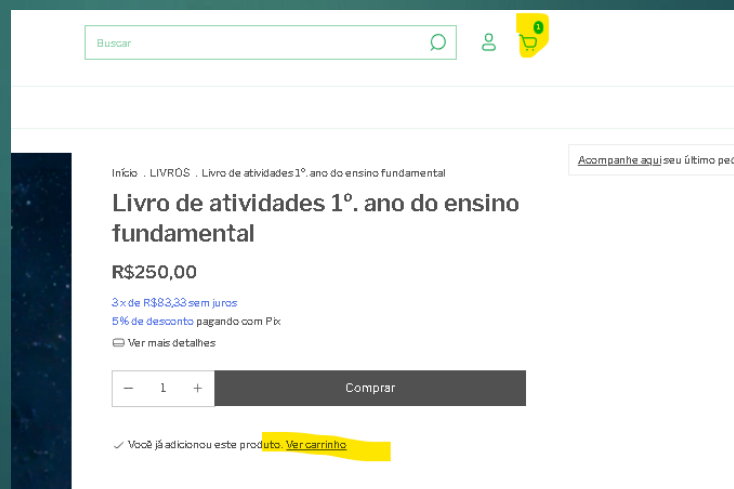 Buscar
1
Acompanhe aqui seu último
Início . LIVROS . Livro de atividades 1º. ano do ensino fundamental
Livro de atividades 1º. ano do ensino
fundamental
R$250,00
3 x de R$83,33 sem juros
5% de desconto pagando com Pix
Ver mais detalhes
− 1 + Comprar
Você já adicionou este produto. Ver carrinho